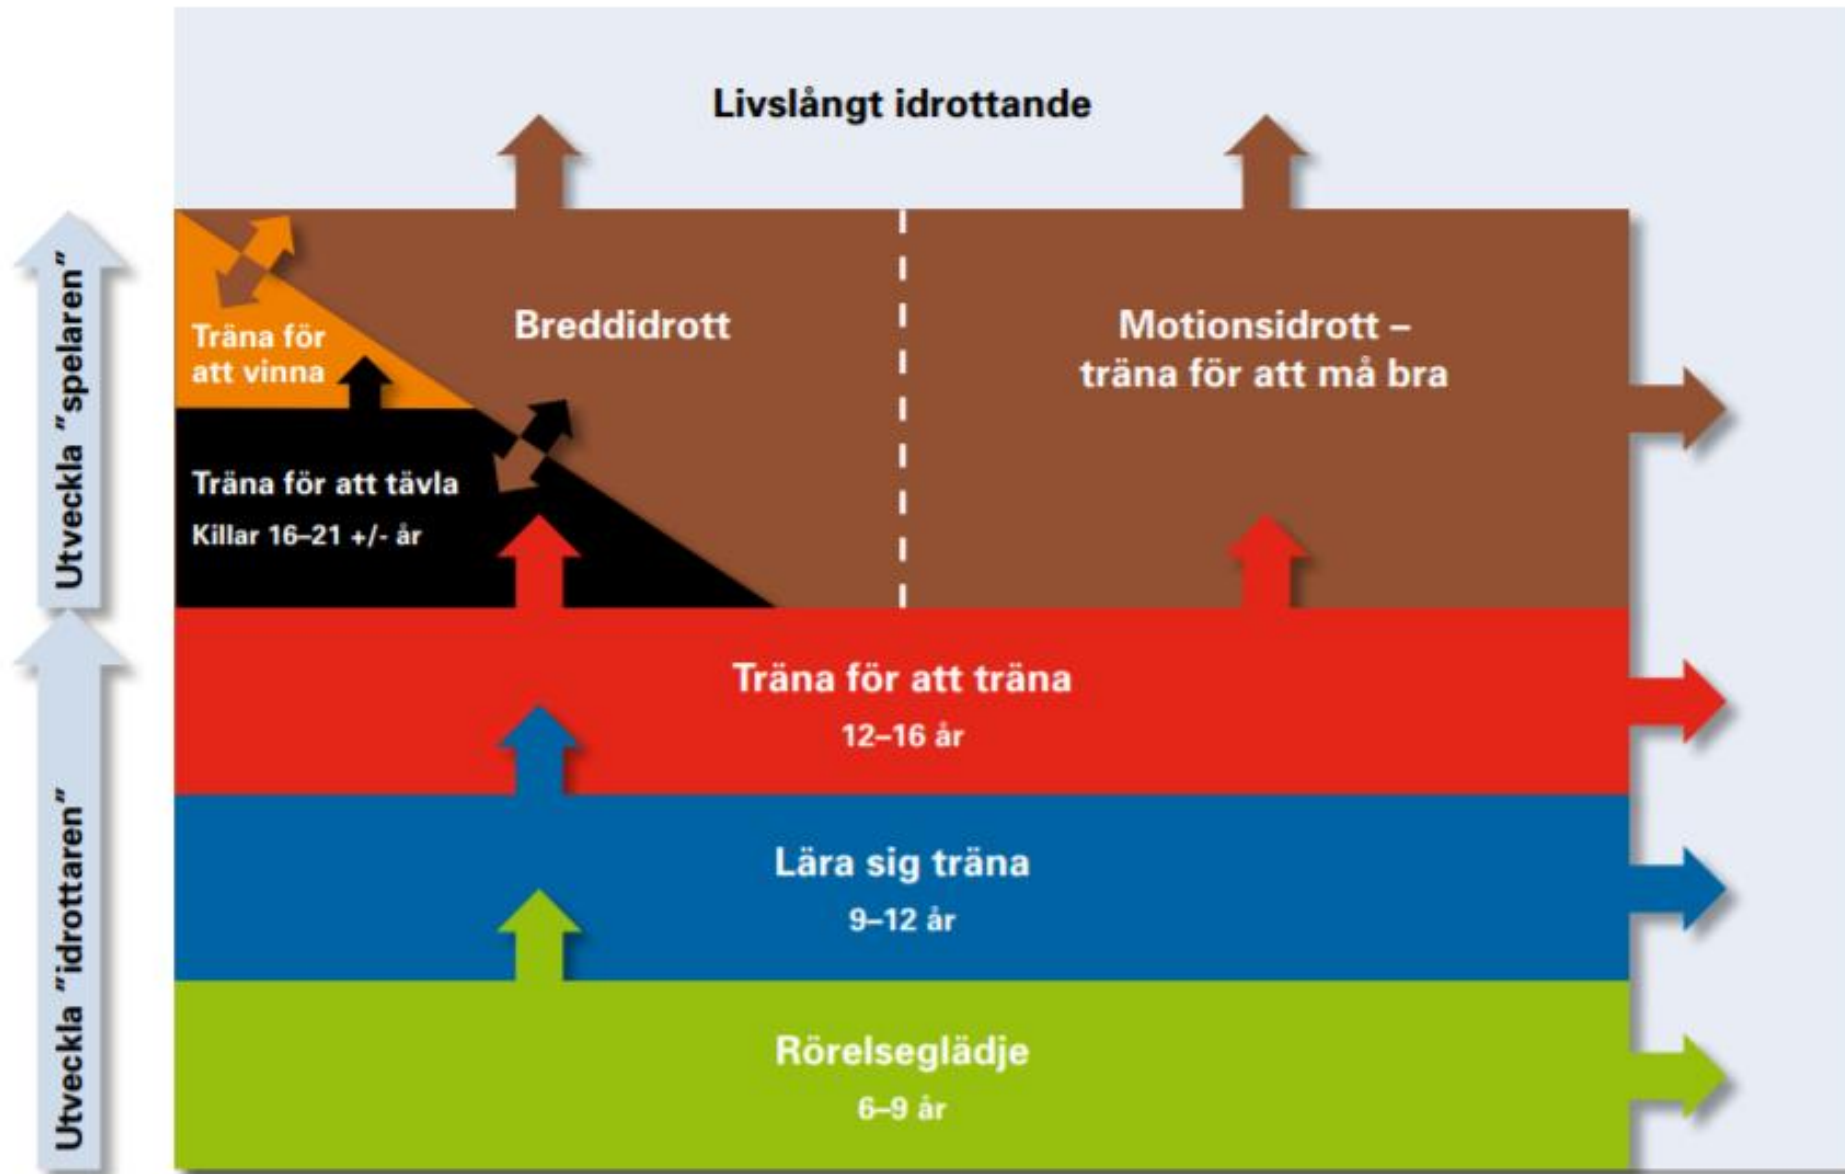 Livslångt idrottande
Utveckla ”spelaren”
Träna för
att vinna
Breddidrott
Motionsidrott –
träna för att må bra
Träna för att tävla
Killar 16–21 +/- år
Träna för att träna
12–16 år
Utveckla ”idrottaren”
Lära sig träna
9–12 år
Rörelseglädje
6–9 år